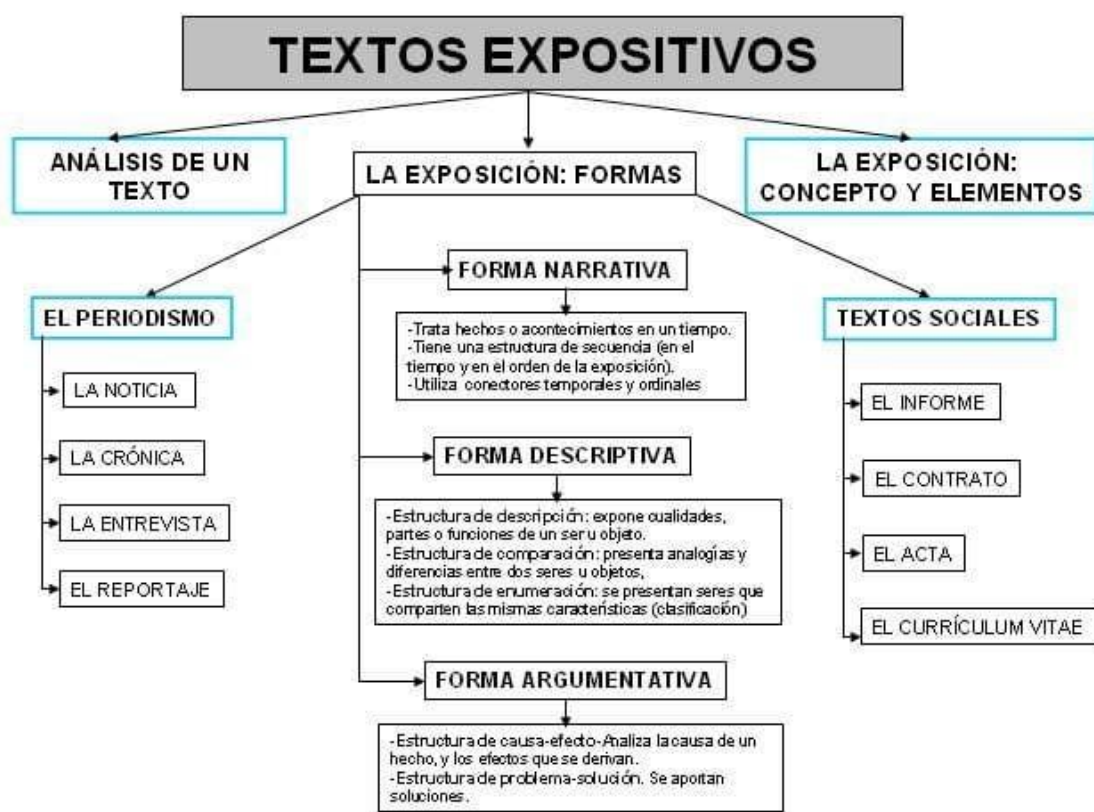 TEXTOS EXPOSITIVOS
ANÁLISIS DE UN
TEXTO
LA EXPOSICIÓN: FORMAS
LA EXPOSICIÓN:
CONCEPTO Y ELEMENTOS
EL PERIODISMO
LA NOTICIA
LA CRÓNICA
LA ENTREVISTA
EL REPORTAJE
FORMA NARRATIVA
-Trata hechos o acontecimientos en un tiempo.
-Tiene una estructura de secuencia (en el
tiempo y en el orden de la exposición).
-Utiliza conectores temporales y ordinales
FORMA DESCRIPTIVA
-Estructura de descripción: expone cualidades,
partes o funciones de un ser u objeto.
-Estructura de comparación: presenta analogías y
diferencias entre dos seres u objetos,
-Estructura de enumeración: se presentan seres que
comparten las mismas características (clasificación)
FORMA ARGUMENTATIVA
-Estructura de causa-efecto-Analiza la causa de un
hecho, y los efectos que se derivan.
-Estructura de problema-solución. Se aportan
soluciones.
TEXTOS SOCIALES
EL INFORME
EL CONTRATO
EL ACTA
EL CURRÍCULUM VITAE